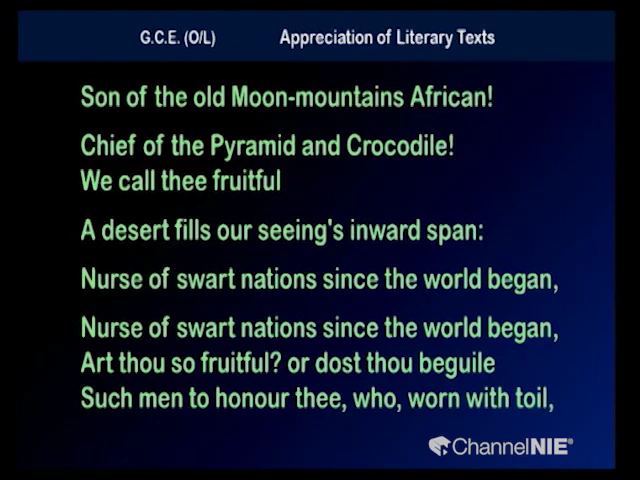 G.C.E. (O/L) Appreciation of Literary Texts
Son of the old Moon-mountains African!
Chief of the Pyramid and Crocodile!
We call thee fruitful
A desert fills our seeing's inward span:
Nurse of swart nations since the world began,
Nurse of swart nations since the world began,
Art thou so fruitful? or dost thou beguile
Such men to honour thee, who, worn with toil,
ChannelNIE®